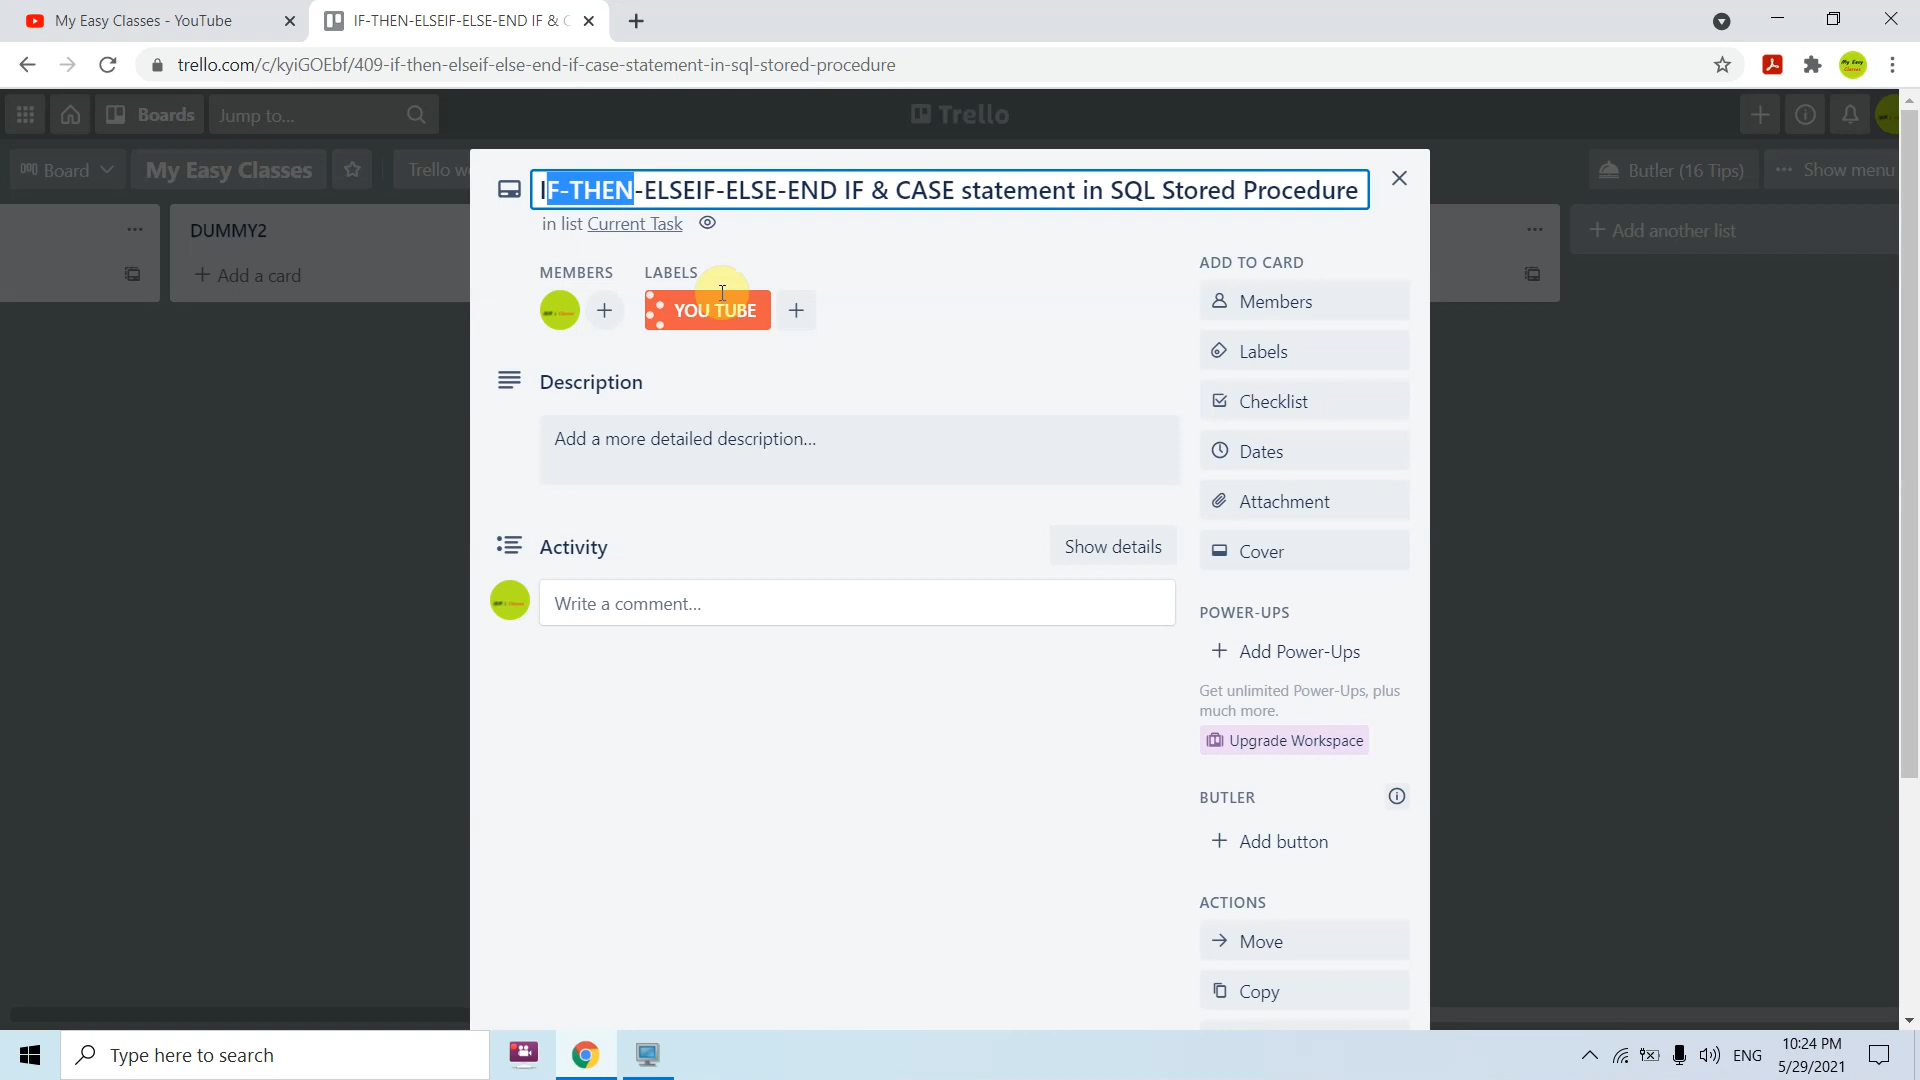 My Easy Classes - YouTube
IF-THEN-ELSEIF-ELSE-END IF &
trello.com/c/kyiGOEbf/409-if-then-elseif-else-end-if-case-statement-in-sql-stored-procedure
Boards
Jump to...
Trello
Board
My Easy Classes
Trello
Butler (16 Tips)
Show menu
DUMMY2
+ Add a card
+ Add another list
IF-THEN-ELSEIF-ELSE-END IF & CASE statement in SQL Stored Procedure
in list Current Task
MEMBERS
LABELS
YOU TUBE
Description
Add a more detailed description...
Activity
Show details
Write a comment...
ADD TO CARD
Members
Labels
Checklist
Dates
Attachment
Cover
POWER-UPS
+ Add Power-Ups
Get unlimited Power-Ups, plus
much more.
Upgrade Workspace
BUTLER
+ Add button
ACTIONS
Move
Copy
Type here to search
ENG
10:24 PM
5/29/2021